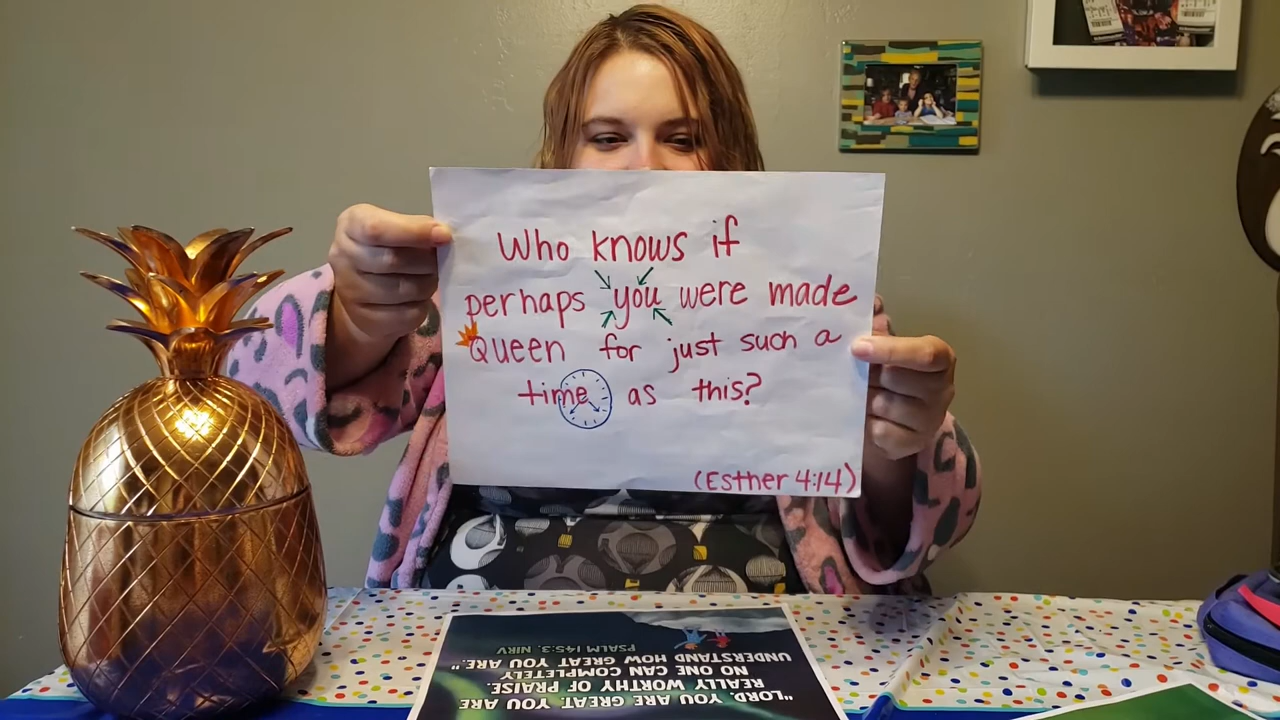 Who knows if
perhaps you were made
Queen for just such a
time as this?
(Esther 4:14)
"LORD, YOU ARE GREAT. YOU ARE
REALLY WORTHY OF PRAISE.
NO ONE CAN COMPLETELY
UNDERSTAND HOW GREAT YOU ARE."
PSALM 145:3, NIRV